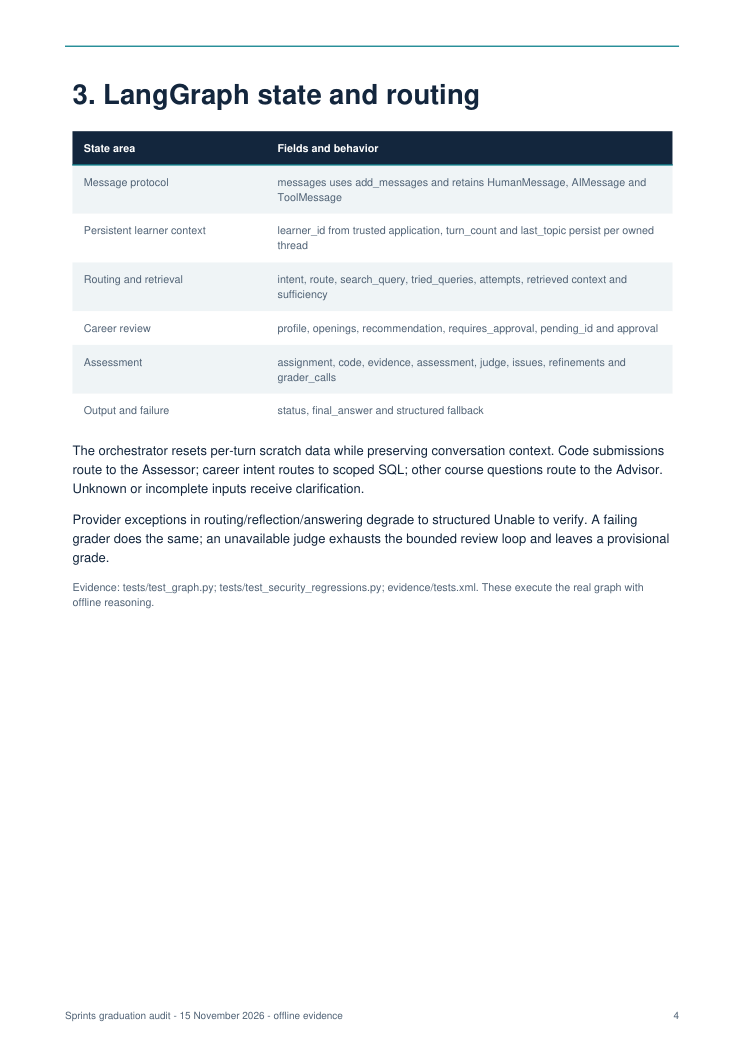 3. LangGraph state and routing
State area Fields and behavior
Message protocol messages uses add_messages and retains HumanMessage, AIMessage and
ToolMessage
Persistent learner context learner_id from trusted application, turn_count and last_topic persist per owned
thread
Routing and retrieval intent, route, search_query, tried_queries, attempts, retrieved context and
sufficiency
Career review profile, openings, recommendation, requires_approval, pending_id and approval
Assessment assignment, code, evidence, assessment, judge, issues, refinements and
grader_calls
Output and failure status, final_answer and structured fallback
The orchestrator resets per-turn scratch data while preserving conversation context. Code submissions
route to the Assessor; career intent routes to scoped SQL; other course questions route to the Advisor.
Unknown or incomplete inputs receive clarification.
Provider exceptions in routing/reflection/answering degrade to structured Unable to verify. A failing
grader does the same; an unavailable judge exhausts the bounded review loop and leaves a provisional
grade.
Evidence: tests/test_graph.py; tests/test_security_regressions.py; evidence/tests.xml. These execute the real graph with
offline reasoning.
Sprints graduation audit - 15 November 2026 - offline evidence 4